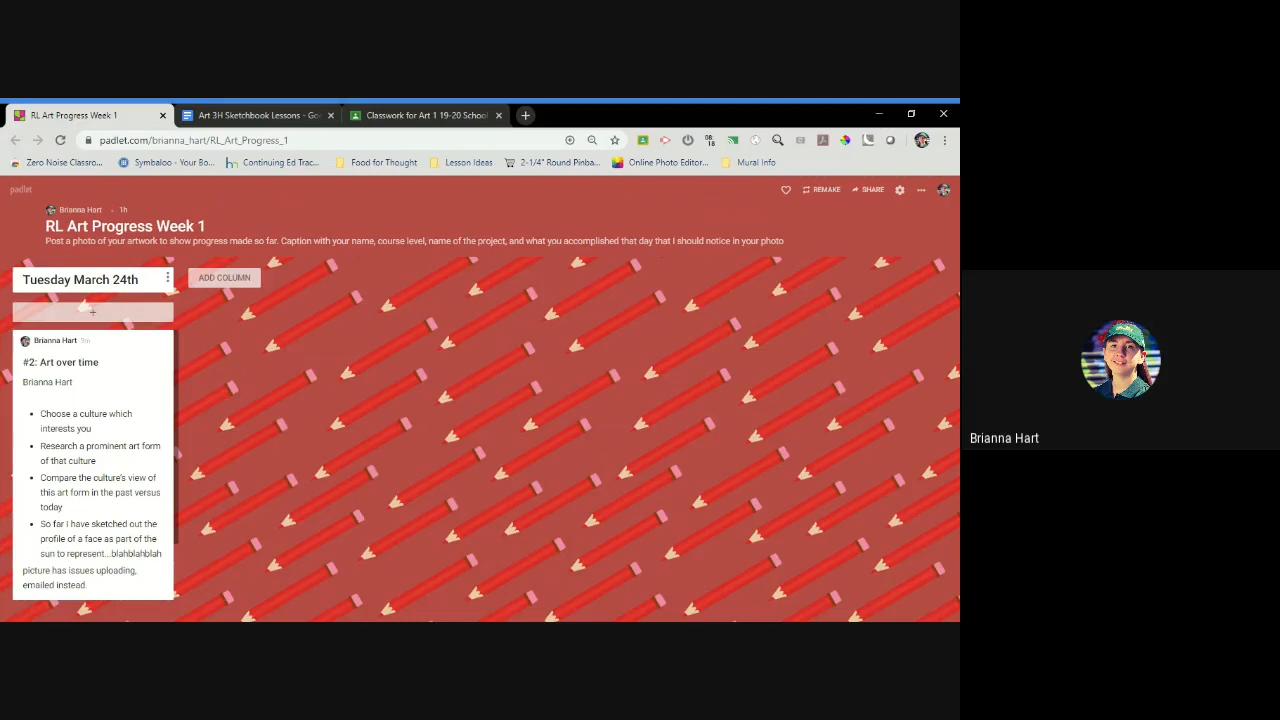 RL Art Progress Week 1
Art 3H Sketchbook Lessons - Go
Classwork for Art 1 19-20 School
padlet.com/brianna_hart/RL_Art_Progress_1
08:
18
Zero Noise Classro...
Symbaloo - Your Bo...
Continuing Ed Trac...
Food for Thought
Lesson Ideas
2-1/4" Round Pinba...
Online Photo Editor...
Mural Info
padlet
REMAKE
SHARE
Brianna Hart
1h
RL Art Progress Week 1
Post a photo of your artwork to show progress made so far. Caption with your name, course level, name of the project, and what you accomplished that day that I should notice in your photo
Tuesday March 24th
ADD COLUMN
Brianna Hart
#2: Art over time
Brianna Hart
Choose a culture which
interests you
Research a prominent art form
of that culture
Compare the culture's view of
this art form in the past versus
today
So far I have sketched out the
profile of a face as part of the
sun to represent...blahblahblah
picture has issues uploading,
emailed instead.
Brianna Hart